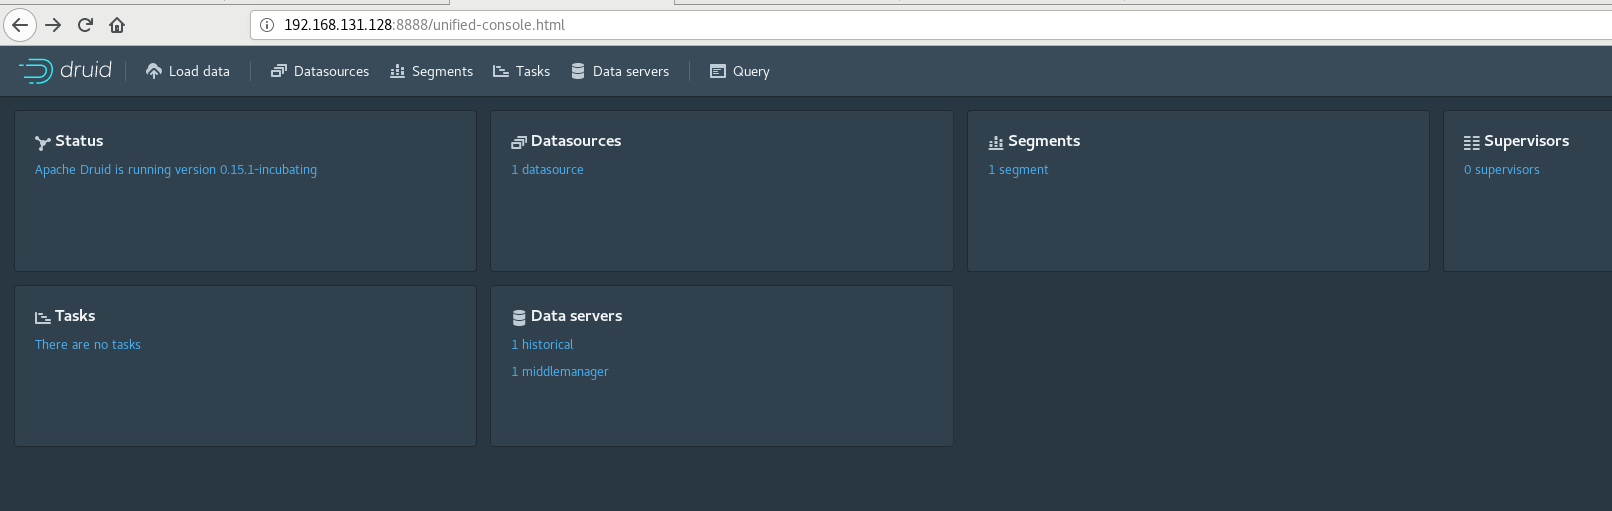 192.168.131.128:8888/unified-console.html
druid Load data Datasources Segments Tasks Data servers Query
Status
Apache Druid is running version 0.15.1-incubating
Datasources
1 datasource
Segments
1 segment
Supervisors
0 supervisors
Tasks
There are no tasks
Data servers
1 historical
1 middlemanager